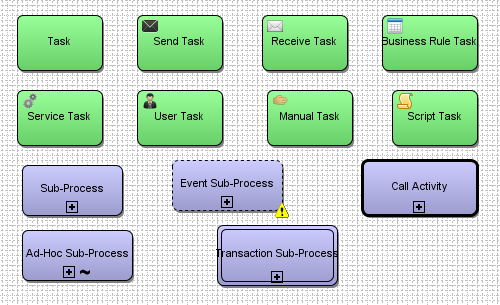 Task
Send Task
Receive Task
Business Rule Task
Service Task
User Task
Manual Task
Script Task
Sub-Process
Event Sub-Process
Call Activity
Ad-Hoc Sub-Process
Transaction Sub-Process